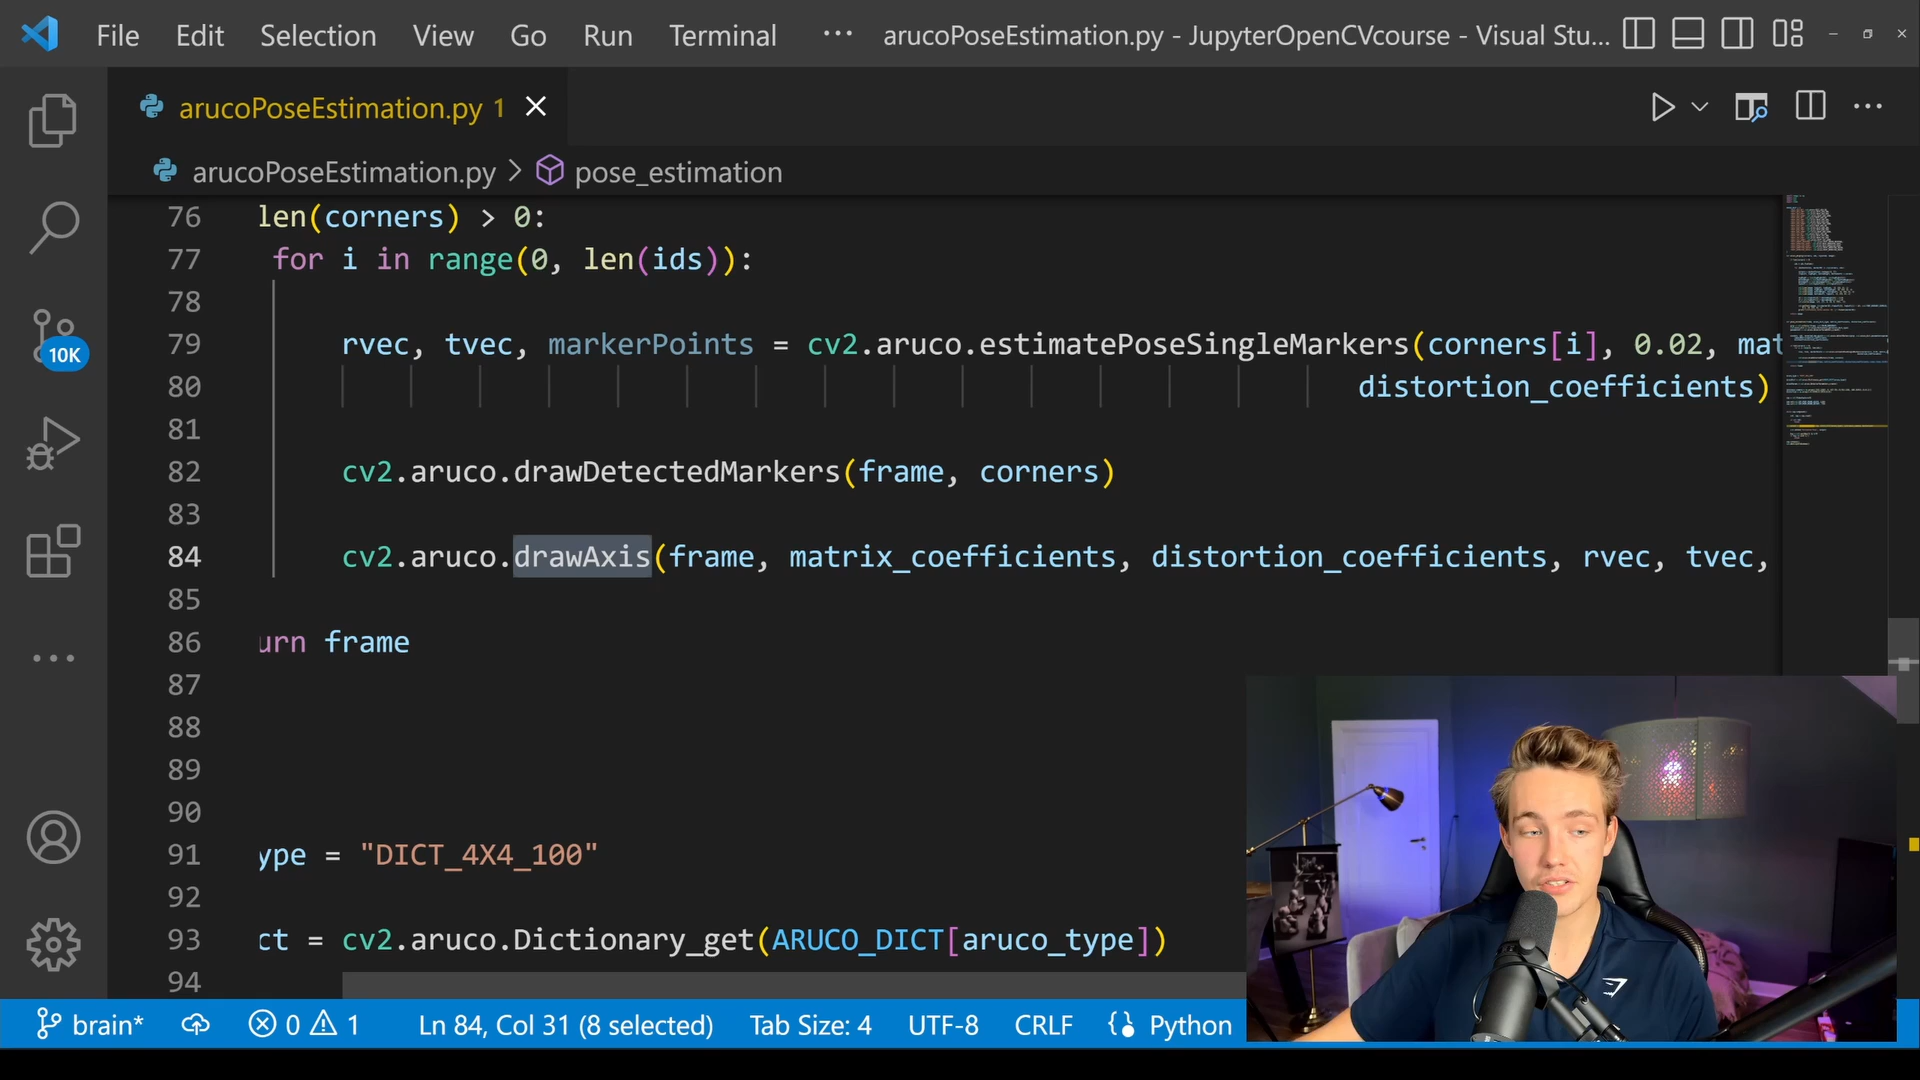 File Edit Selection View Go Run Terminal ··· arucoPoseEstimation.py - JupyterOpenCVcourse - Visual Stu...
arucoPoseEstimation.py 1
arucoPoseEstimation.py > pose_estimation
76 len(corners) > 0:
77 for i in range(0, len(ids)):
78
79 rvec, tvec, markerPoints = cv2.aruco.estimatePoseSingleMarkers(corners[i], 0.02, mat
80 distortion_coefficients)
81
82 cv2.aruco.drawDetectedMarkers(frame, corners)
83
84 cv2.aruco.drawAxis(frame, matrix_coefficients, distortion_coefficients, rvec, tvec,
85
86 urn frame
87
88
89
90
91 ype = "DICT_4X4_100"
92
93 ct = cv2.aruco.Dictionary_get(ARUCO_DICT[aruco_type])
94
10K
brain* 0 1 Ln 84, Col 31 (8 selected) Tab Size: 4 UTF-8 CRLF Python